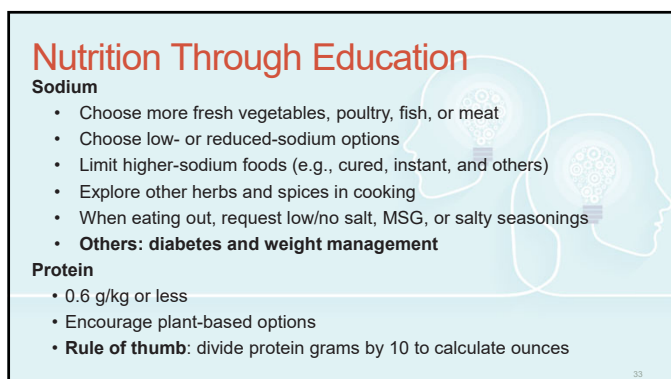 Nutrition Through Education
Sodium
• Choose more fresh vegetables, poultry, fish, or meat
• Choose low- or reduced-sodium options
• Limit higher-sodium foods (e.g., cured, instant, and others)
• Explore other herbs and spices in cooking
• When eating out, request low/no salt, MSG, or salty seasonings
• Others: diabetes and weight management
Protein
• 0.6 g/kg or less
• Encourage plant-based options
• Rule of thumb: divide protein grams by 10 to calculate ounces
33